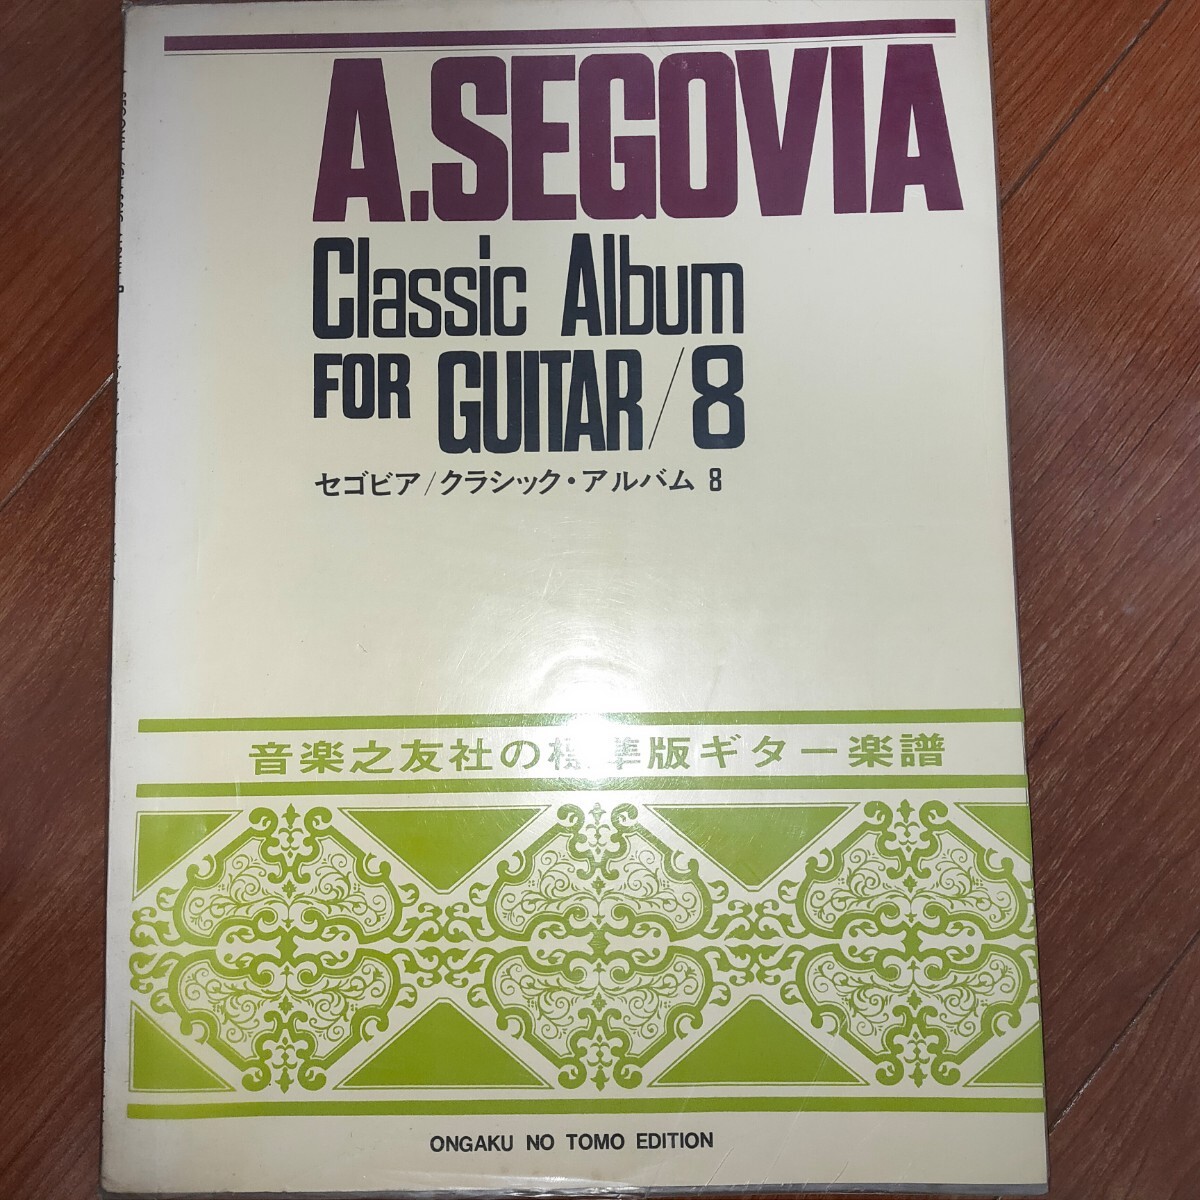 A.SEGOVIA
Classic Album
FOR GUITAR/8
セゴビア/クラシック・アルバム 8
音楽之友社の標準版ギター楽譜
ONGAKU NO TOMO EDITION